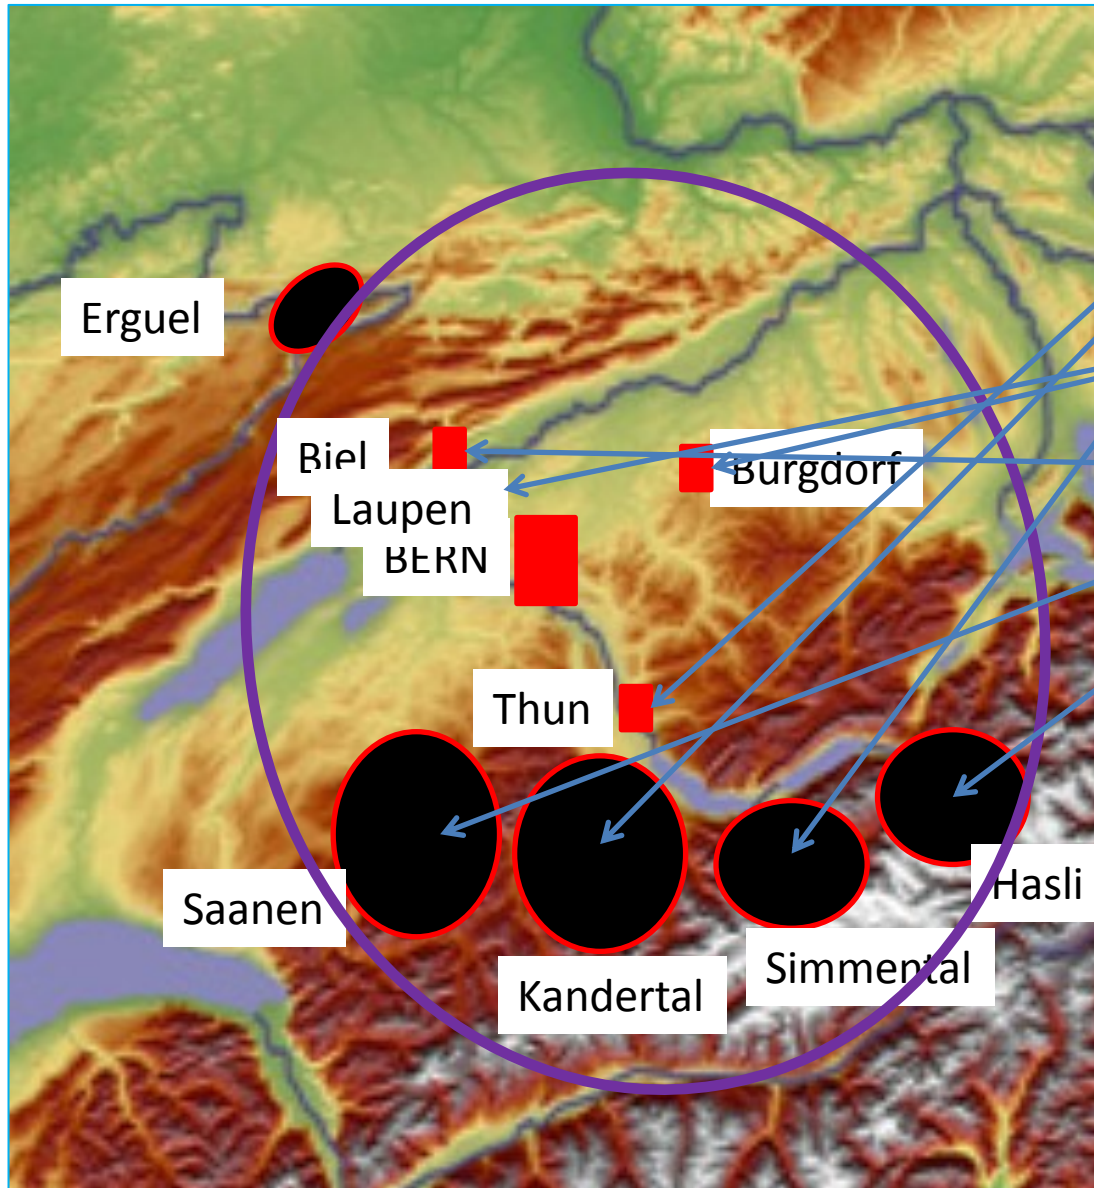 Erguel
Biel
Burgdorf
Laupen
BERN
Thun
Saanen
Hasli
Simmental
Kandertal